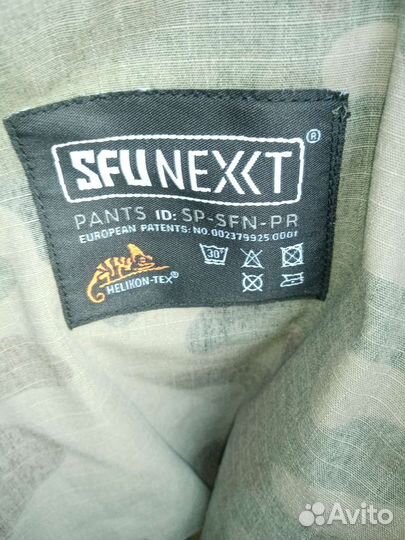 SFU NEXT®
PANTS ID: SP-SFN-PR
EUROPEAN PATENTS: NO.002379925.0001
30°
HELIKON-TEX®
Avito